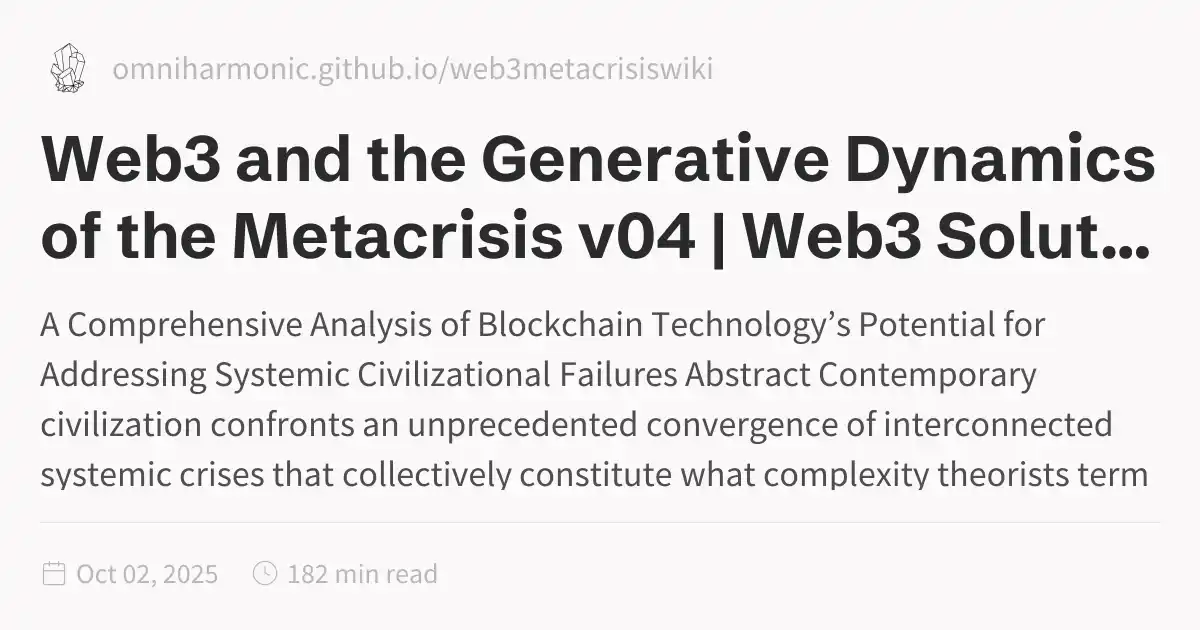 omniharmonic.github.io/web3metacrisiswiki
Web3 and the Generative Dynamics
of the Metacrisis v04 | Web3 Solut...
A Comprehensive Analysis of Blockchain Technology’s Potential for
Addressing Systemic Civilizational Failures Abstract Contemporary
civilization confronts an unprecedented convergence of interconnected
systemic crises that collectively constitute what complexity theorists term
Oct 02, 2025 182 min read